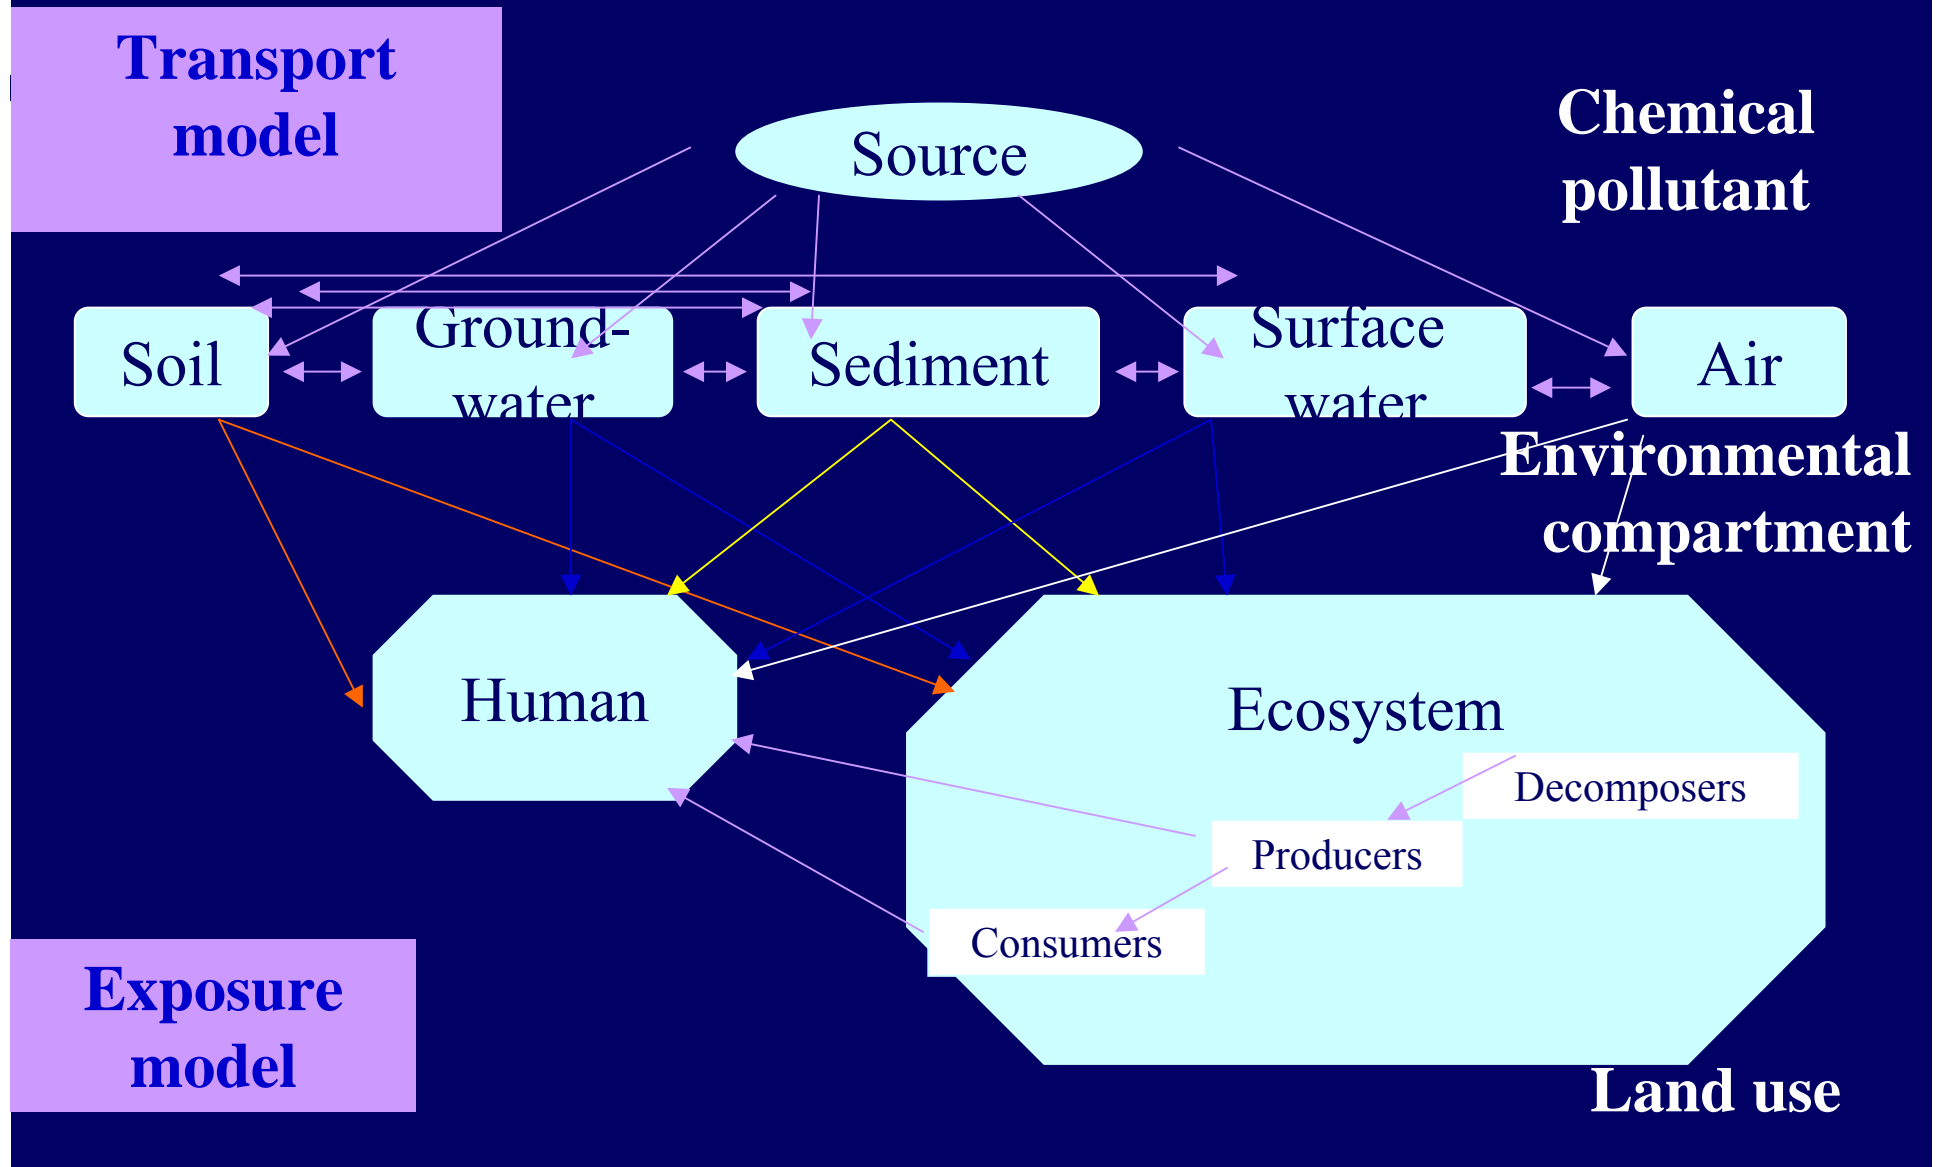 Transport
model
Source
Chemical
pollutant
Soil
Ground-
water
Sediment
Surface
water
Air
Environmental
compartment
Human
Ecosystem
Decomposers
Producers
Consumers
Exposure
model
Land use